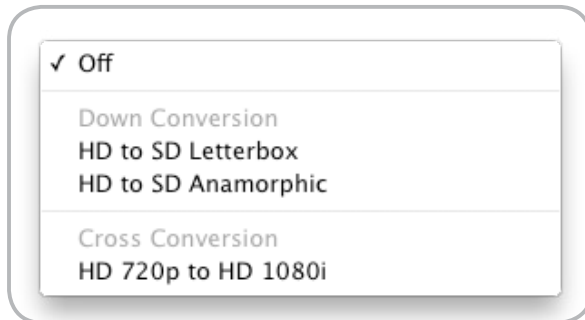 ✓ Off
Down Conversion
HD to SD Letterbox
HD to SD Anamorphic
Cross Conversion
HD 720p to HD 1080i